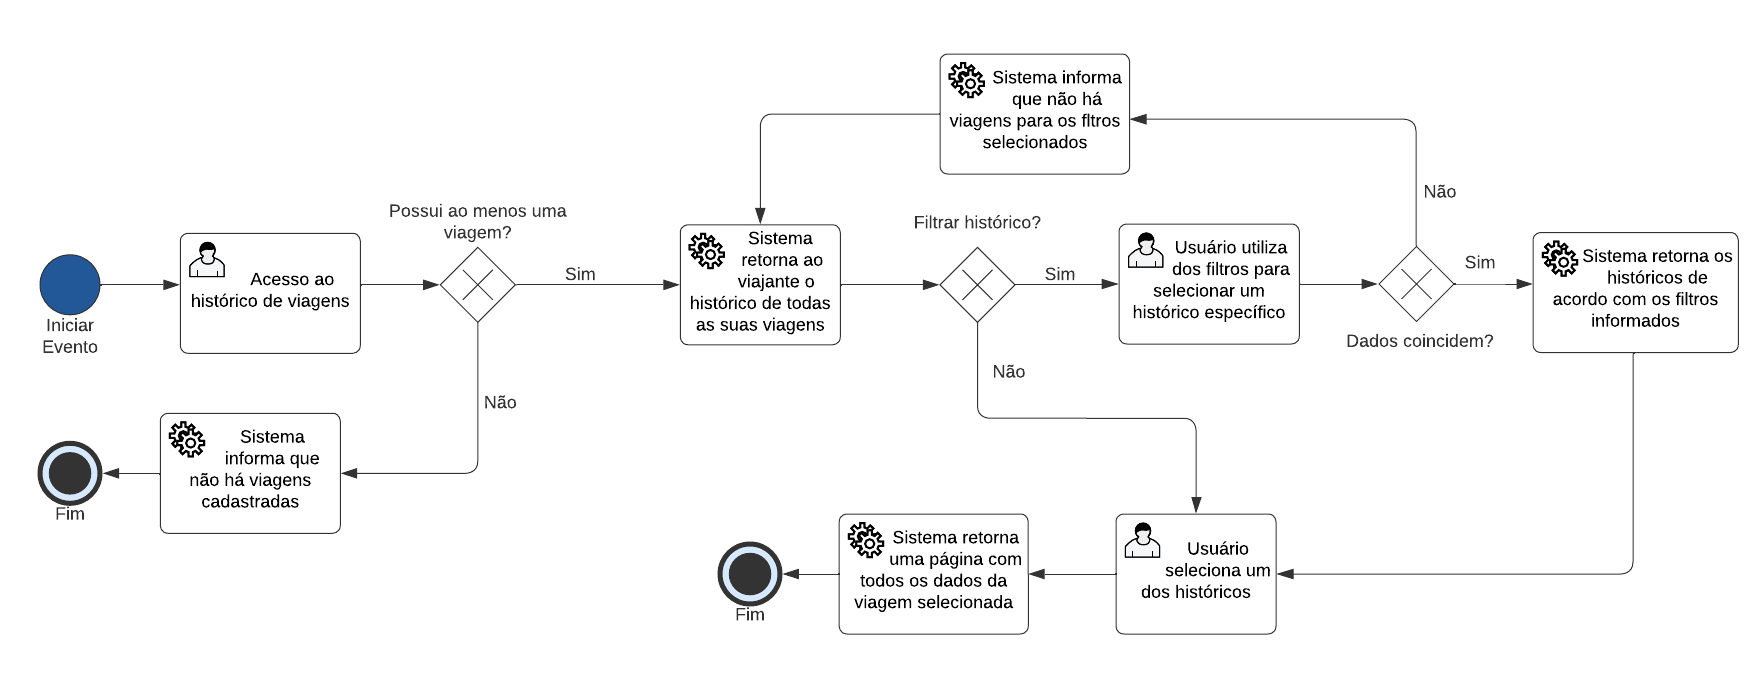 Sistema informa
que não há
viagens para os fltros
selecionados
Não
Possui ao menos uma
viagem?
Filtrar histórico?
Iniciar
Evento
Acesso ao
histórico de viagens
Sim
Sistema
retorna ao
viajante o
histórico de todas
as suas viagens
Sim
Usuário utiliza
dos filtros para
selecionar um
histórico específico
Sim
Dados coincidem?
Sistema retorna os
históricos de
acordo com os filtros
informados
Não
Não
Fim
Sistema
informa que
não há viagens
cadastradas
Fim
Sistema retorna
uma página com
todos os dados da
viagem selecionada
Usuário
seleciona um
dos históricos